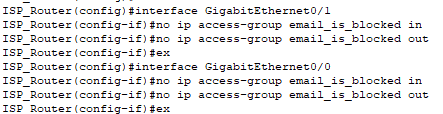 ISP_Router(config)#interface GigabitEthernet0/1
ISP_Router(config-if)#no ip access-group email_is_blocked in
ISP_Router(config-if)#no ip access-group email_is_blocked out
ISP_Router(config-if)#ex
ISP_Router(config)#interface GigabitEthernet0/0
ISP_Router(config-if)#no ip access-group email_is_blocked in
ISP_Router(config-if)#no ip access-group email_is_blocked out
ISP_Router(config-if)#ex